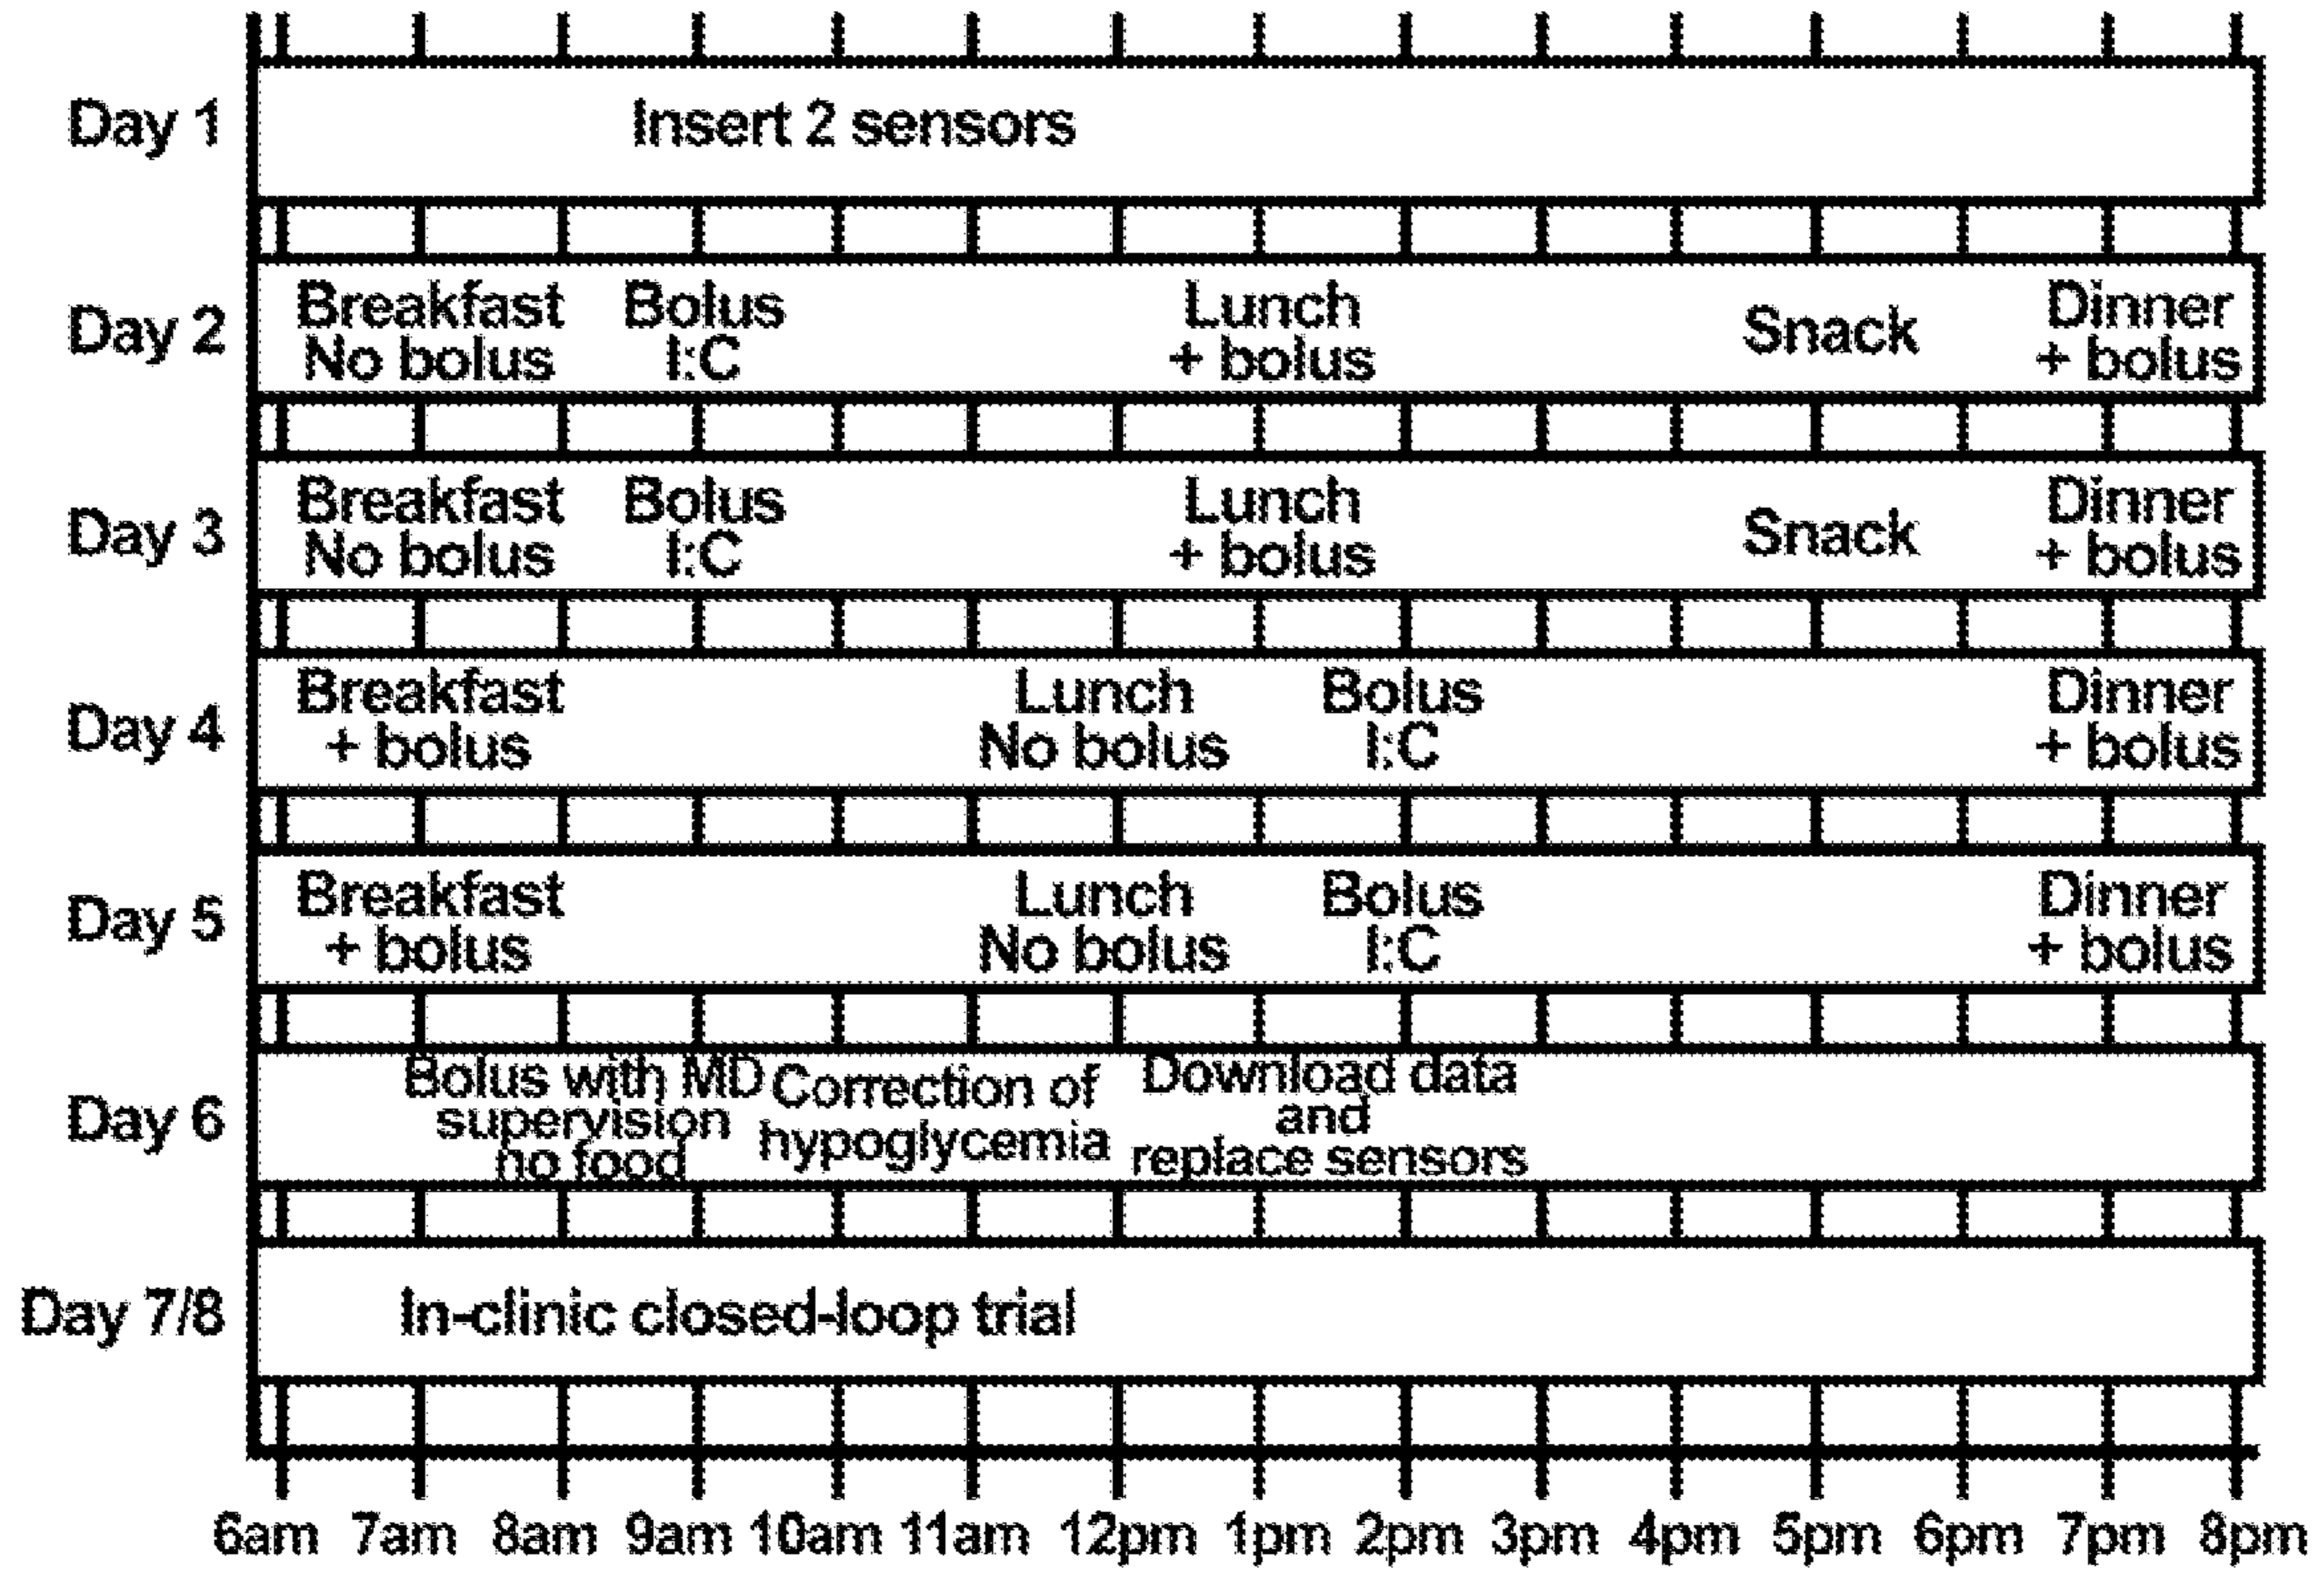 Day 1
Insert 2 sensors
Day 2
Breakfast
No bolus
Bolus
I:C
Lunch
+ bolus
Snack
Dinner
+ bolus
Day 3
Breakfast
No bolus
Bolus
I:C
Lunch
+ bolus
Snack
Dinner
+ bolus
Day 4
Breakfast
+ bolus
Lunch
No bolus
Bolus
I:C
Dinner
+ bolus
Day 5
Breakfast
+ bolus
Lunch
No bolus
Bolus
I:C
Dinner
+ bolus
Day 6
Bolus with MD
supervision
no food
Correction of
hypoglycemia
Download data
and
replace sensors
Day 7/8
In-clinic closed-loop trial
6am 7am 8am 9am 10am 11am 12pm 1pm 2pm 3pm 4pm 5pm 6pm 7pm 8pm